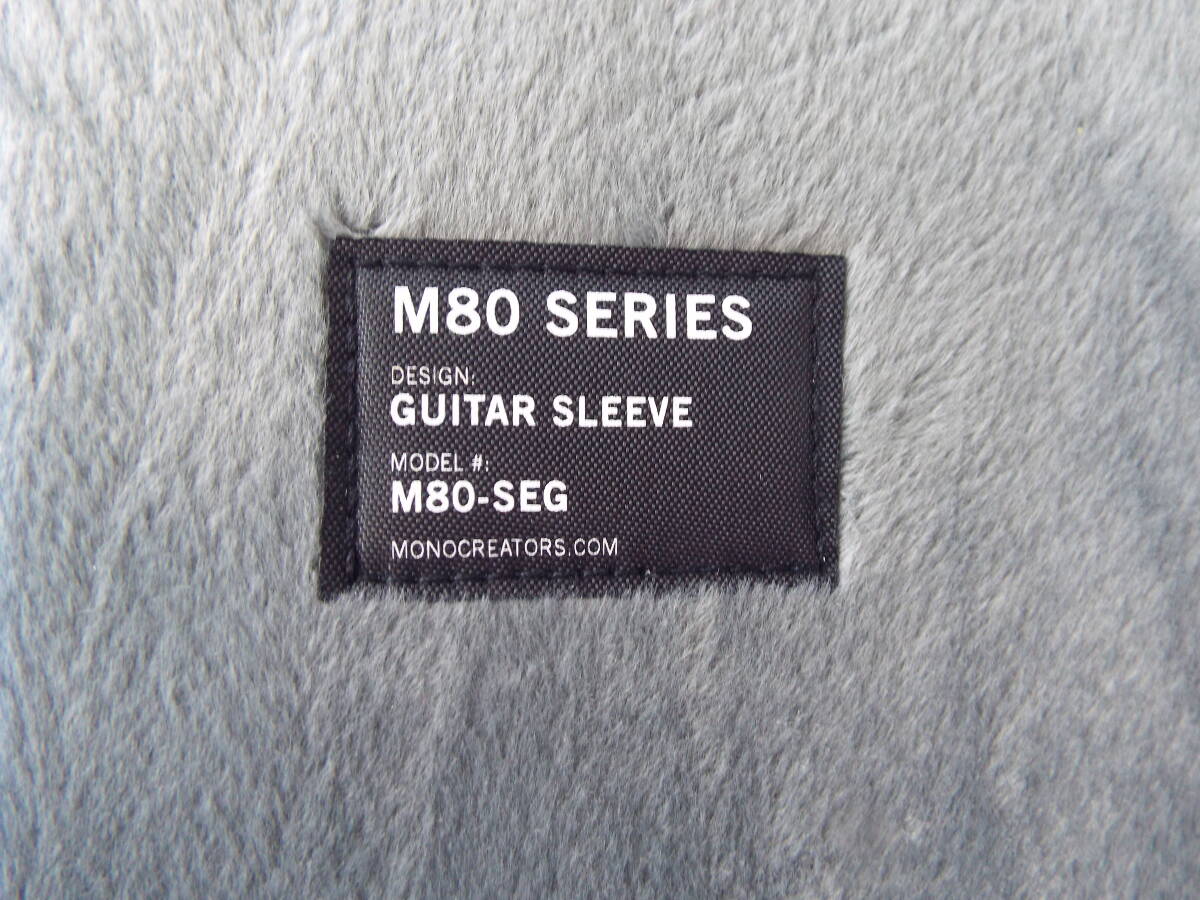 M80 SERIES
DESIGN:
GUITAR SLEEVE
MODEL #:
M80-SEG
MONOCREATORS.COM